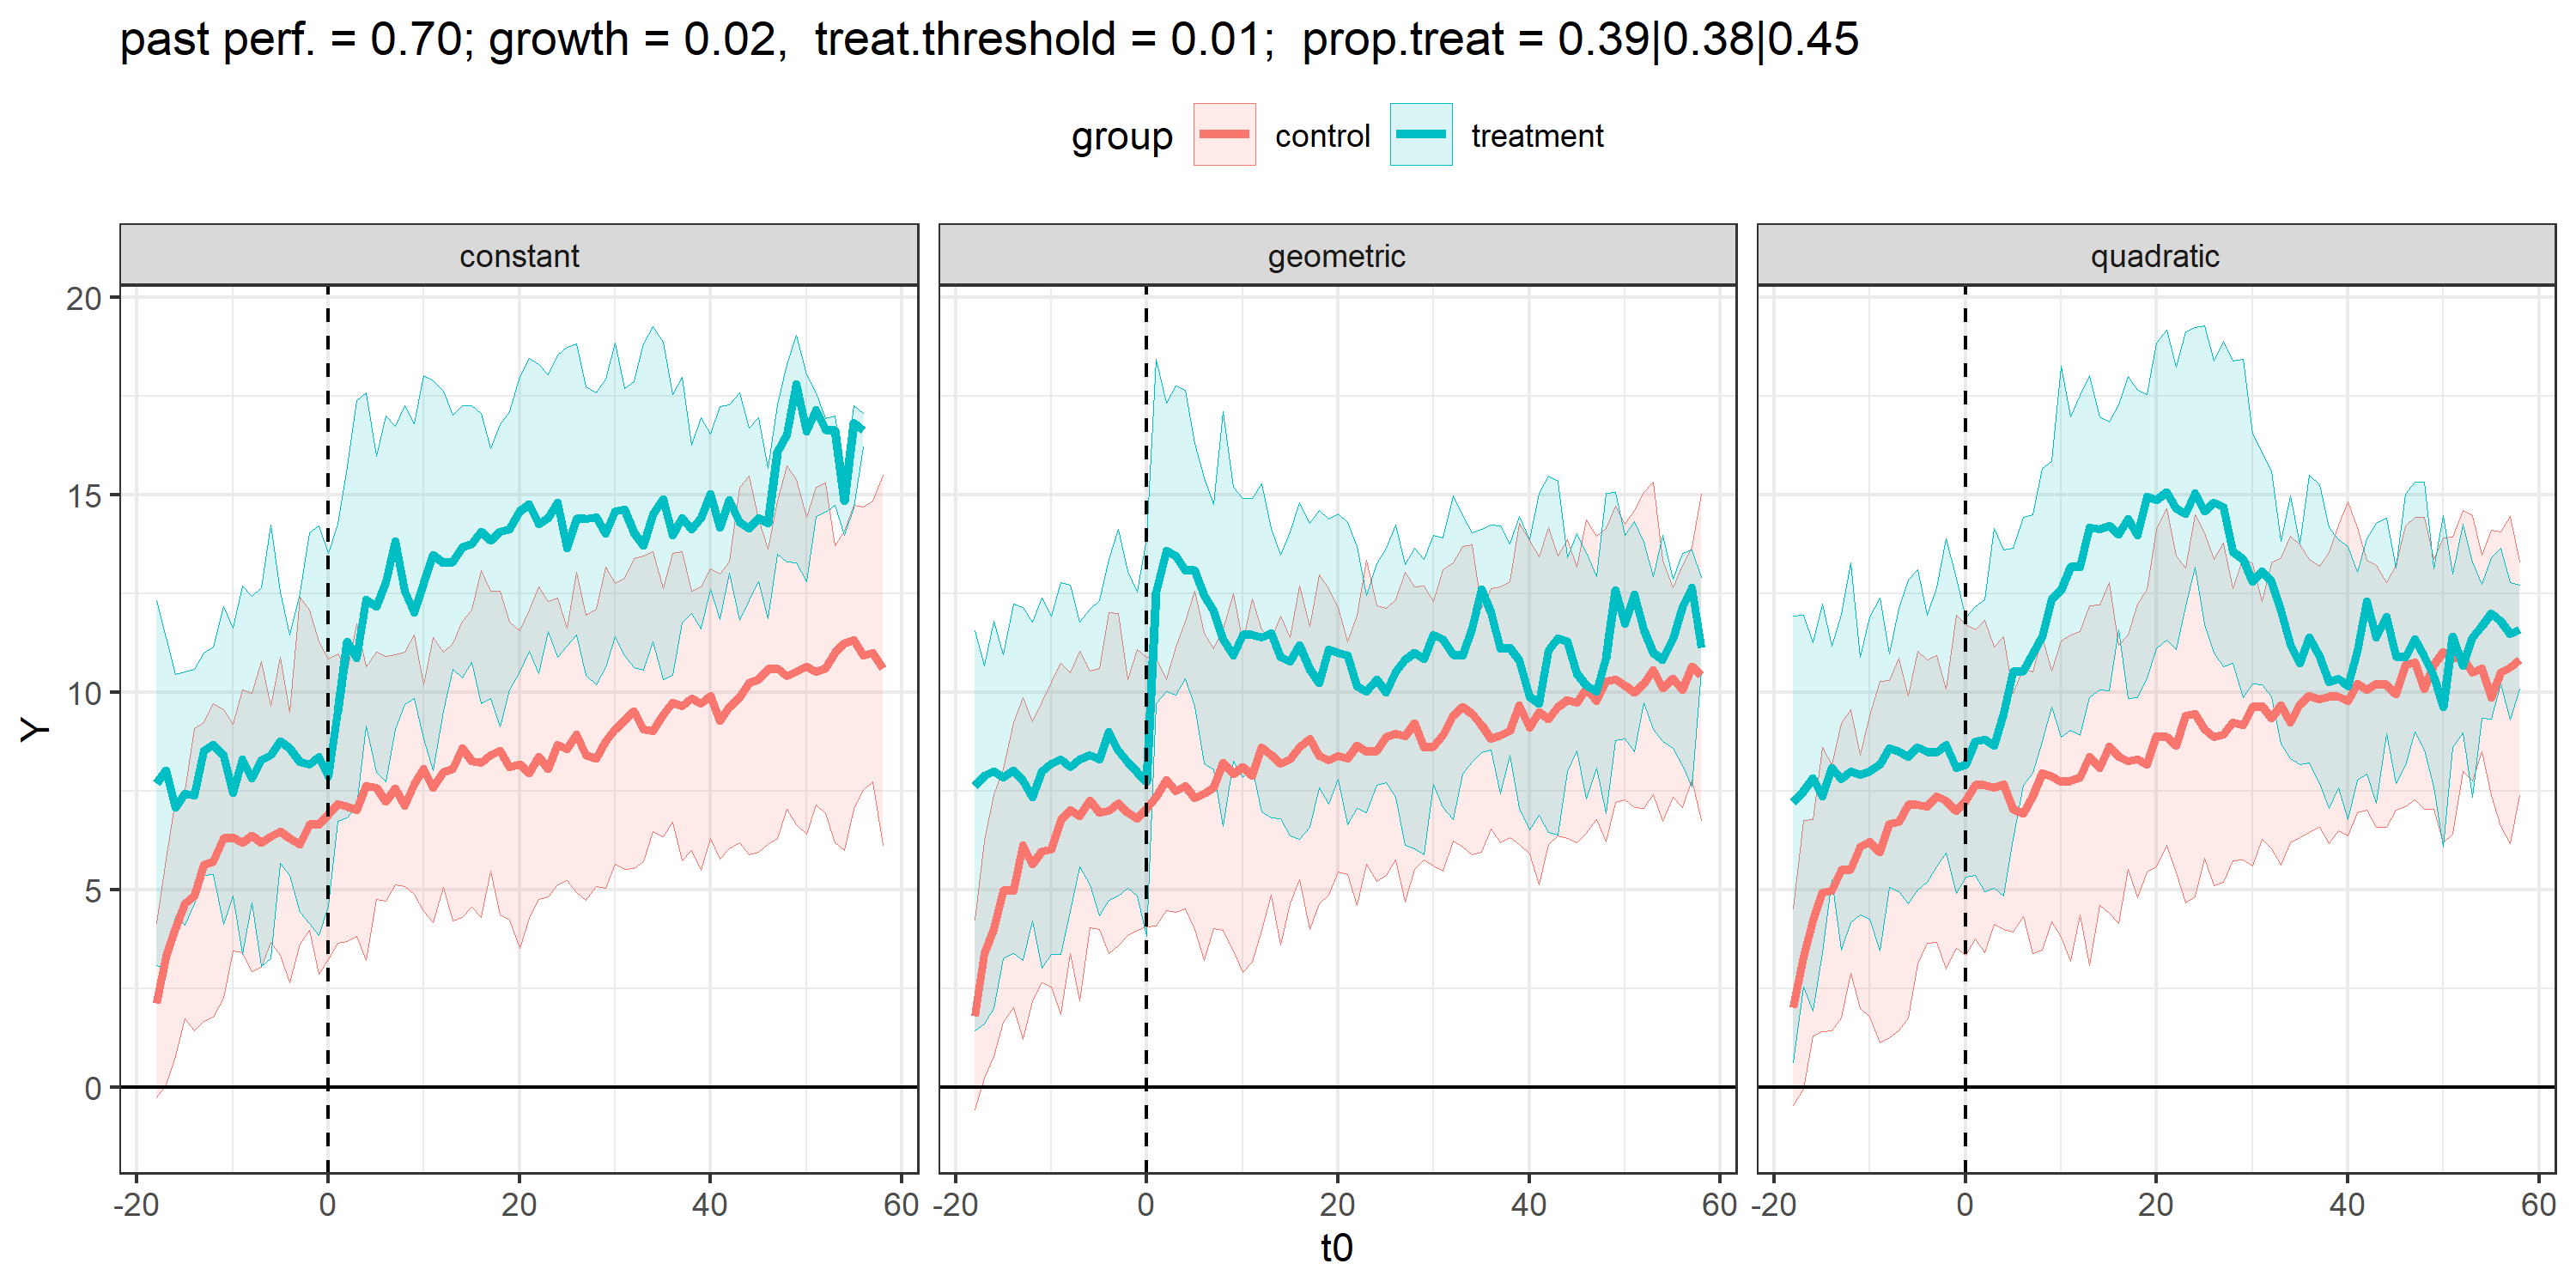 past perf. = 0.70; growth = 0.02,  treat.threshold = 0.01;  prop.treat = 0.39|0.38|0.45
group control treatment
constant geometric quadratic
20
15
10
5
0
Y
-20 0 20 40 60 -20 0 20 40 60 -20 0 20 40 60
t0